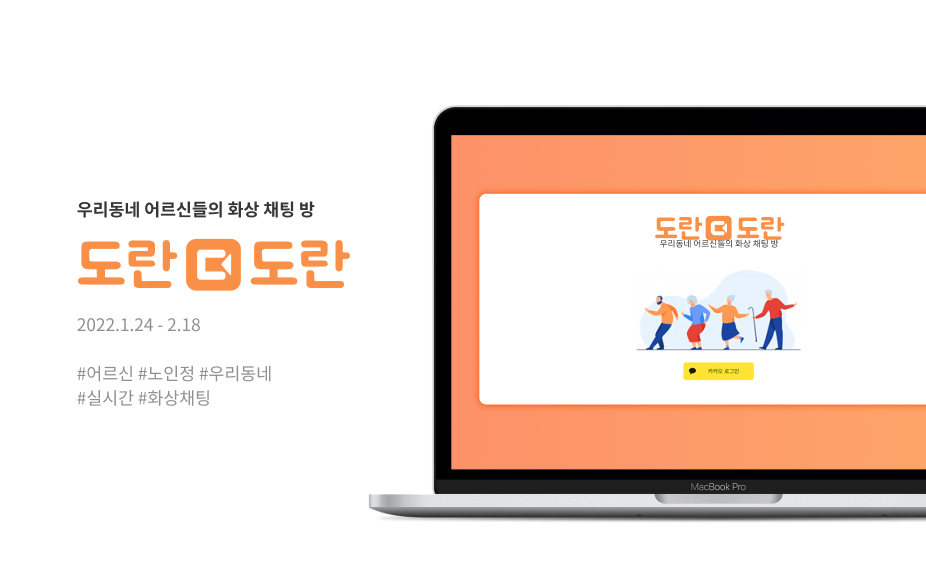 우리동네 어르신들의 화상 채팅 방
도란 도란
2022.1.24 - 2.18
#어르신 #노인정 #우리동네
#실시간 #화상채팅
도란 도란
우리동네 어르신들의 화상 채팅 방
카카오 로그인
MacBook Pro